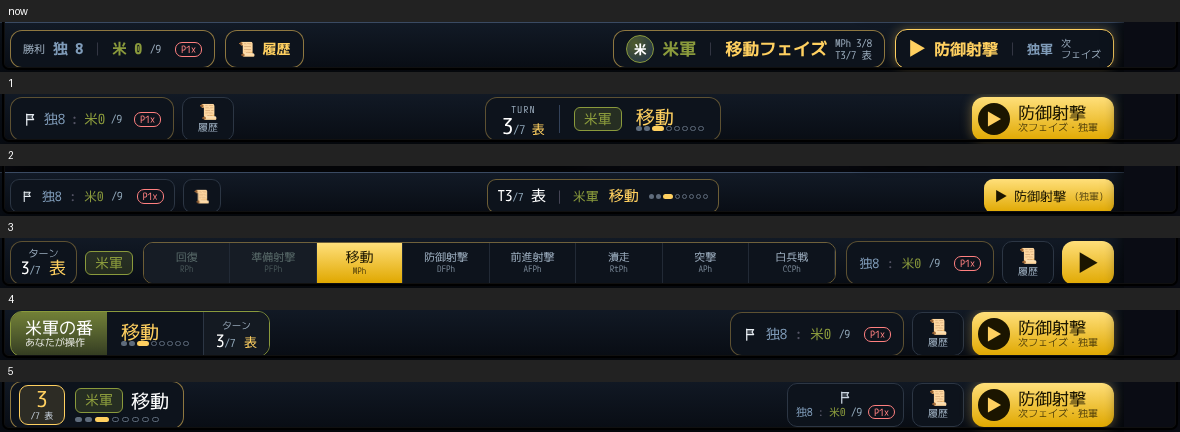 now
勝利 独 8 米 0 /9 P1x 📜 履歴 米 米軍 移動フェイズ MPh 3/8 T3/7 表 ▶ 防御射撃 独軍 次 フェイズ
1
独8 : 米0 /9 P1x 履歴 TURN 3/7 表 米軍 移動 防御射撃 次フェイズ・独軍
2
独8 : 米0 /9 P1x T3/7 表 米軍 移動 ▶ 防御射撃 (独軍)
3
ターン 3/7 表 米軍 回復 RPh 準備射撃 PFPh 移動 MPh 防御射撃 DFPh 前進射撃 AFPh 潰走 RtPh 突撃 APh 白兵戦 CCPh 独8 : 米0 /9 P1x 履歴
4
米軍の番 あなたが操作 移動 ターン 3/7 表 独8 : 米0 /9 P1x 履歴 防御射撃 次フェイズ・独軍
5
3 /7 表 米軍 移動 独8 : 米0 /9 P1x 履歴 防御射撃 次フェイズ・独軍